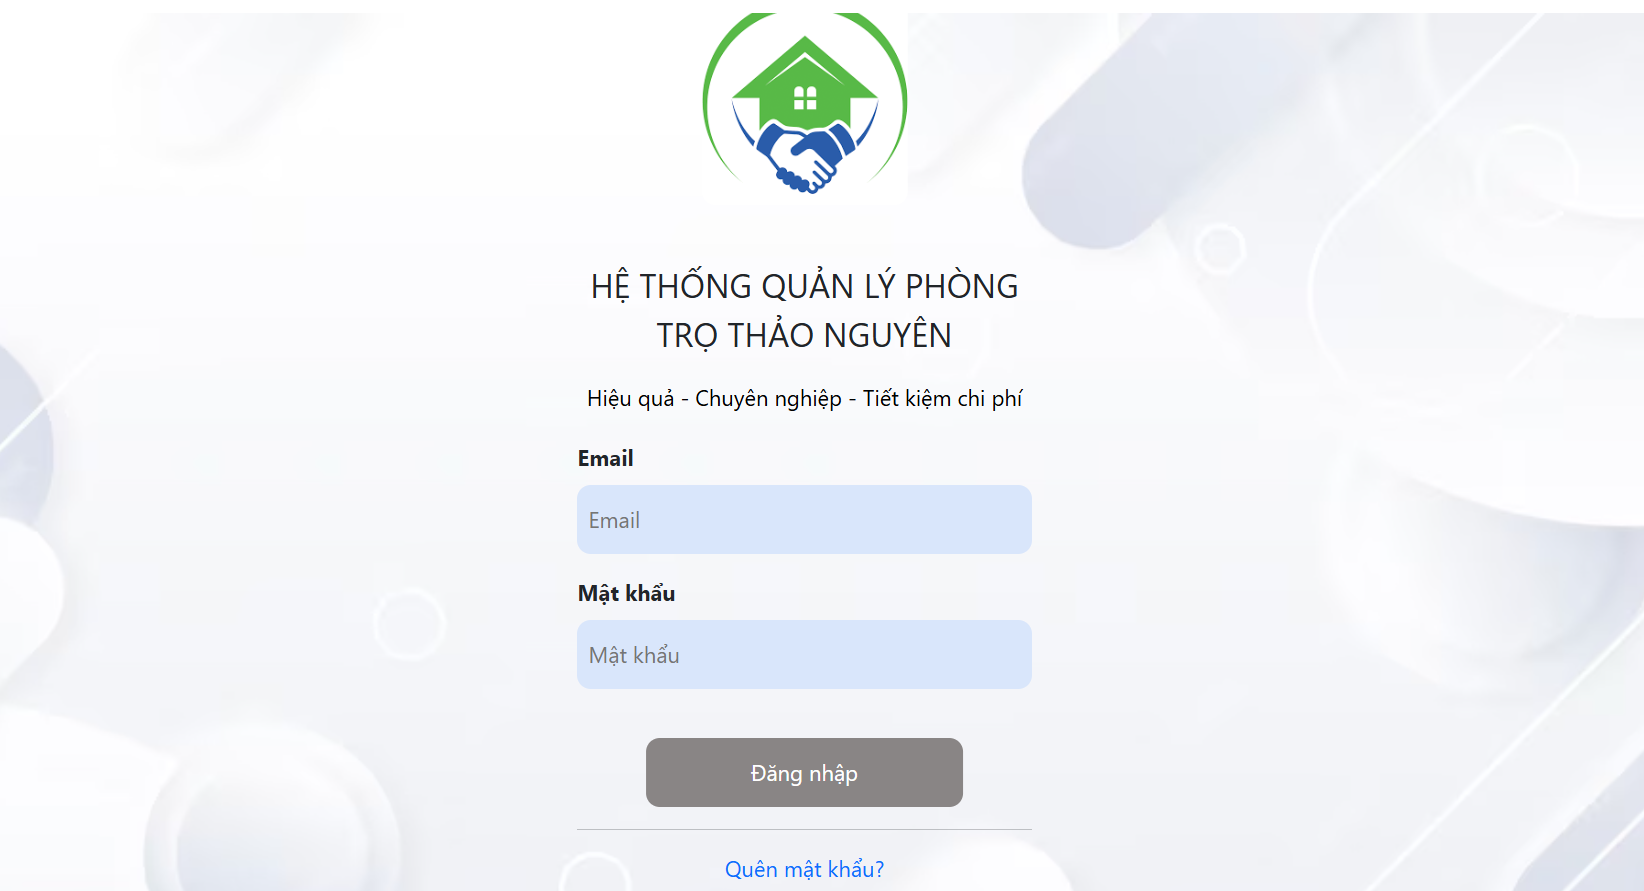 HỆ THỐNG QUẢN LÝ PHÒNG
TRỌ THẢO NGUYÊN
Hiệu quả - Chuyên nghiệp - Tiết kiệm chi phí
Email
Email
Mật khẩu
Mật khẩu
Đăng nhập
Quên mật khẩu?